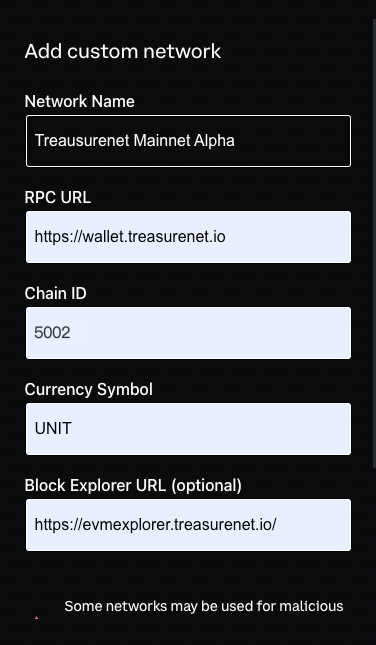 Add custom network
Network Name
Treausurenet Mainnet Alpha
RPC URL
https://wallet.treasurenet.io
Chain ID
5002
Currency Symbol
UNIT
Block Explorer URL (optional)
https://evmexplorer.treasurenet.io/
Some networks may be used for malicious